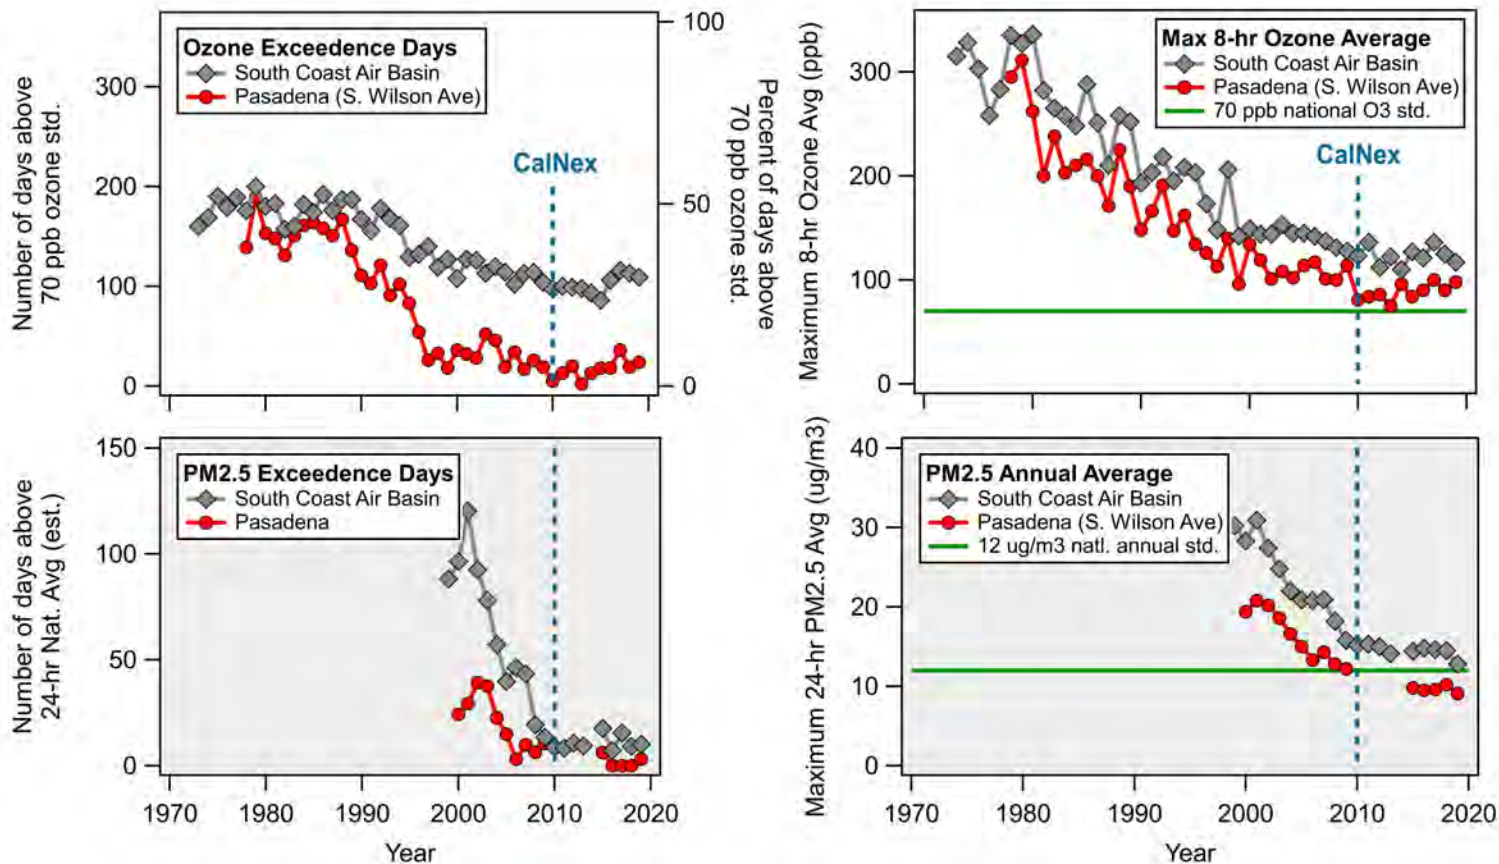 Number of days above
70 ppb ozone std.
300
200
100
0
Ozone Exceedence Days
South Coast Air Basin
Pasadena (S. Wilson Ave)
CalNex
100
50
0
Percent of days above
70 ppb ozone std.
Maximum 8-hr Ozone Avg (ppb)
300
200
100
0
Max 8-hr Ozone Average
South Coast Air Basin
Pasadena (S. Wilson Ave)
70 ppb national O3 std.
CalNex
Number of days above
24-hr Nat. Avg (est.)
150
100
50
0
PM2.5 Exceedence Days
South Coast Air Basin
Pasadena
1970 1980 1990 2000 2010 2020
Year
Maximum 24-hr PM2.5 Avg (ug/m3)
40
30
20
10
0
PM2.5 Annual Average
South Coast Air Basin
Pasadena (S. Wilson Ave)
12 ug/m3 natl. annual std.
1970 1980 1990 2000 2010 2020
Year